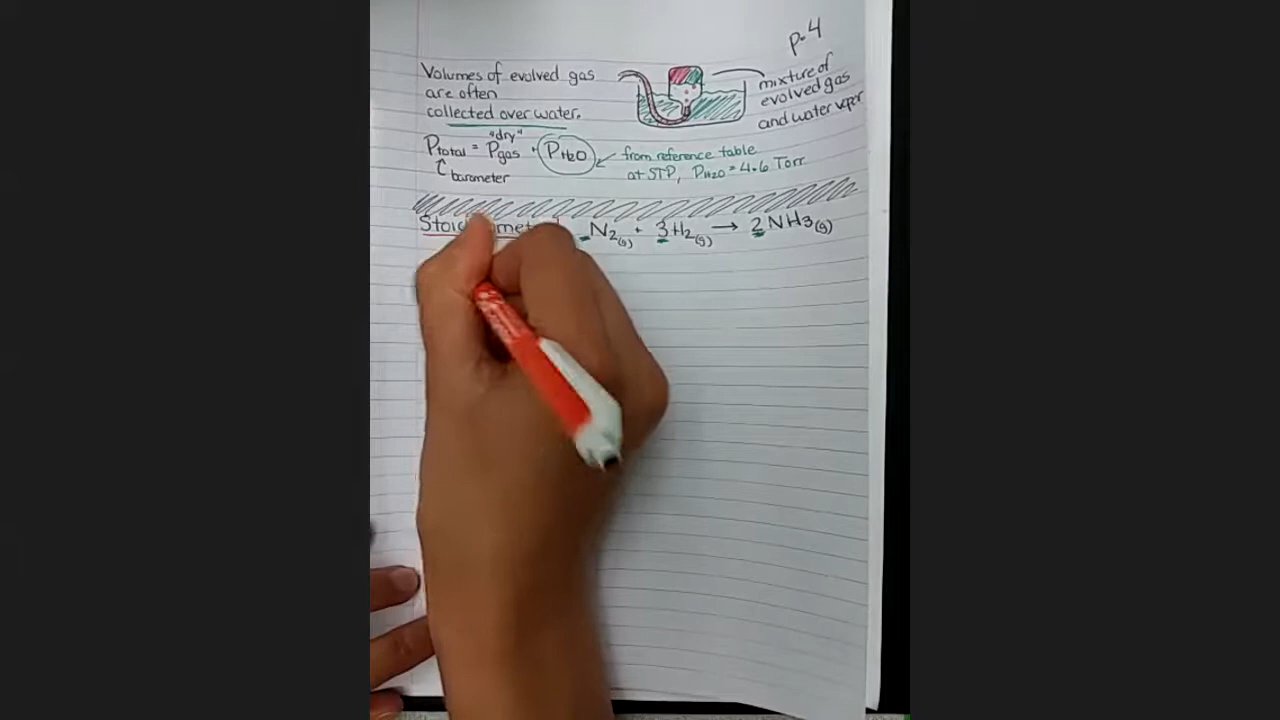 p.4
Volumes of evolved gas
are often
collected over water.
mixture of
evolved gas
and water vapor
"dry"
Ptotal = Pgas + PH2O
barometer
from reference table
at STP, PH2O = 4.6 Torr
_N2(g) + 3H2(g) → 2NH3(g)